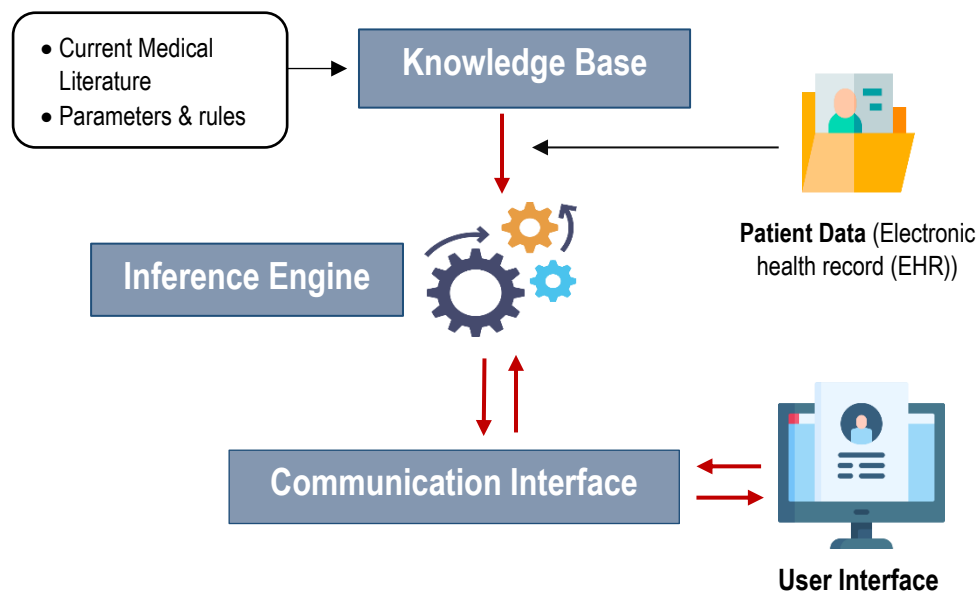 • Current Medical
Literature
• Parameters & rules
Knowledge Base
Patient Data (Electronic
health record (EHR))
Inference Engine
Communication Interface
User Interface